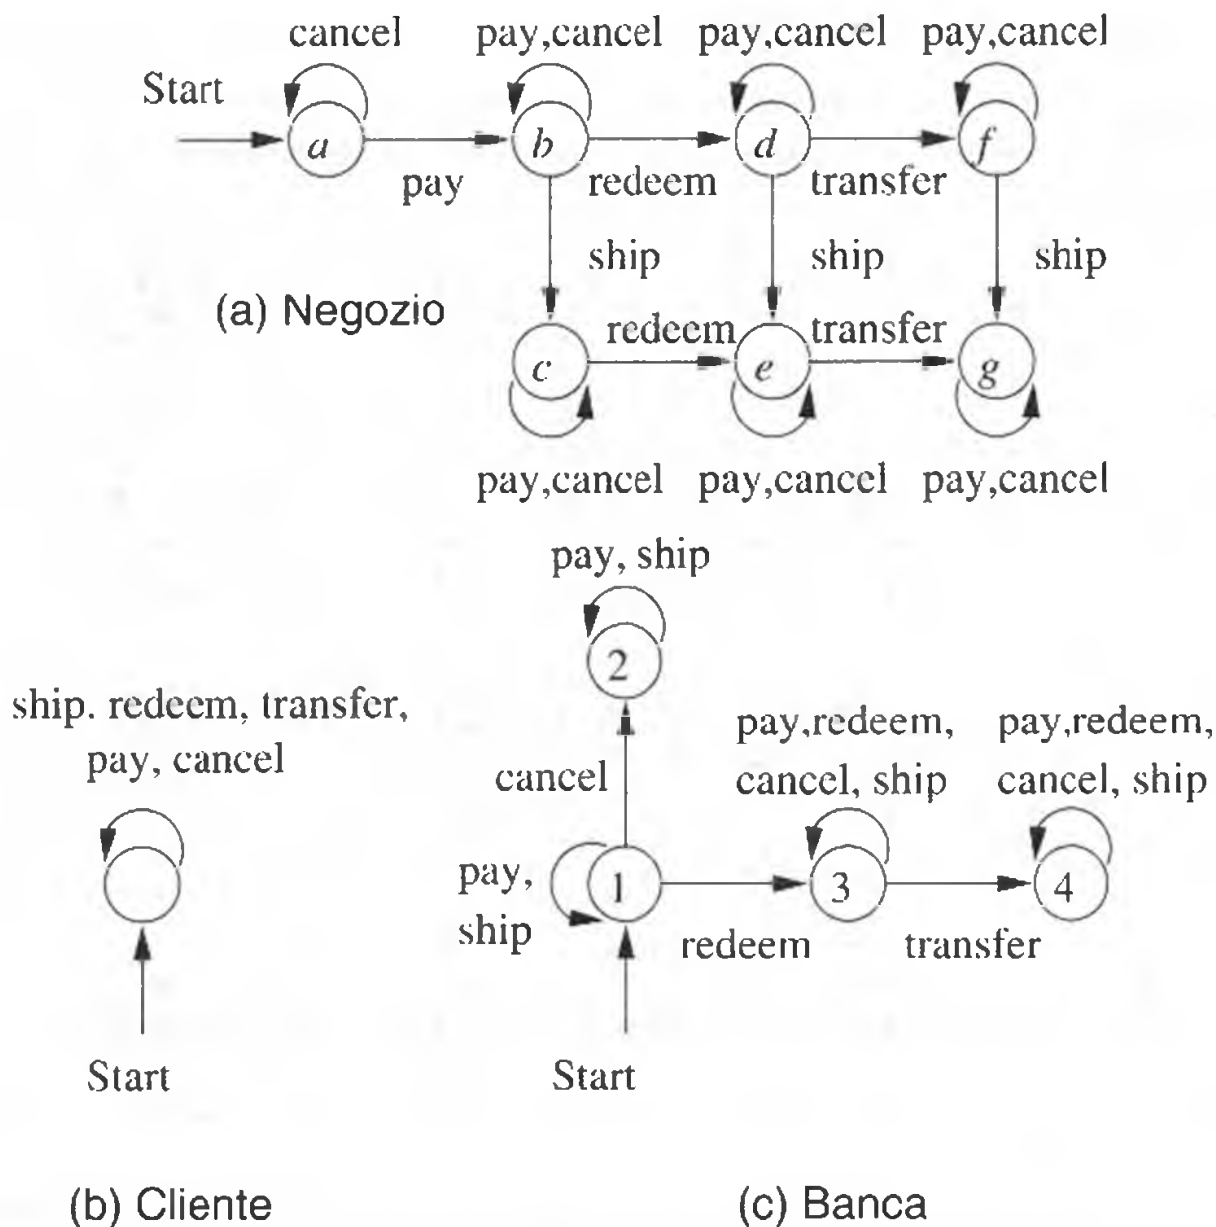 cancel pay,cancel pay,cancel pay,cancel
Start
a b d f
pay redeem transfer
ship ship ship
(a) Negozio
redeem transfer
c e g
pay,cancel pay,cancel pay,cancel
pay, ship
2
ship. redeem, transfer,
pay, cancel
pay,redeem,
cancel, ship
pay,redeem,
cancel, ship
cancel
pay,
ship
1 3 4
redeem transfer
Start Start
(b) Cliente (c) Banca